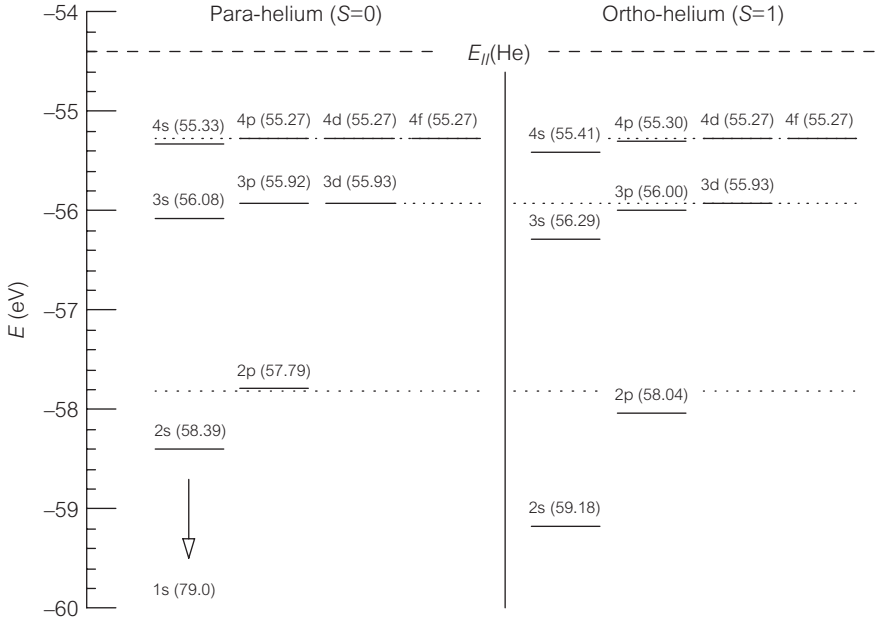 Para-helium (S=0)
Ortho-helium (S=1)
E (eV)
–54
–55
–56
–57
–58
–59
–60
E_II(He)
4s (55.33)
4p (55.27)
4d (55.27)
4f (55.27)
3s (56.08)
3p (55.92)
3d (55.93)
2p (57.79)
2s (58.39)
1s (79.0)
4s (55.41)
4p (55.30)
4d (55.27)
4f (55.27)
3s (56.29)
3p (56.00)
3d (55.93)
2p (58.04)
2s (59.18)